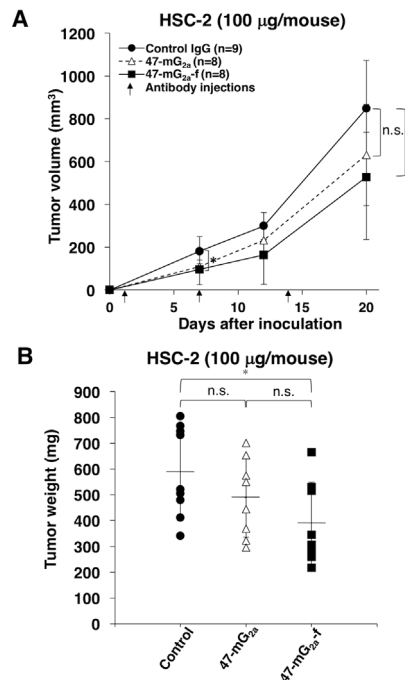 A
HSC-2 (100 µg/mouse)
Control IgG (n=9)
47-mG2a (n=8)
47-mG2a-f (n=8)
Antibody injections
Tumor volume (mm³)
1200
1000
800
600
400
200
0
*
n.s.
n.s.
0 5 10 15 20
Days after inoculation
B
HSC-2 (100 µg/mouse)
*
n.s. n.s.
Tumor weight (mg)
900
800
700
600
500
400
300
200
100
0
Control
47-mG2a
47-mG2a-f